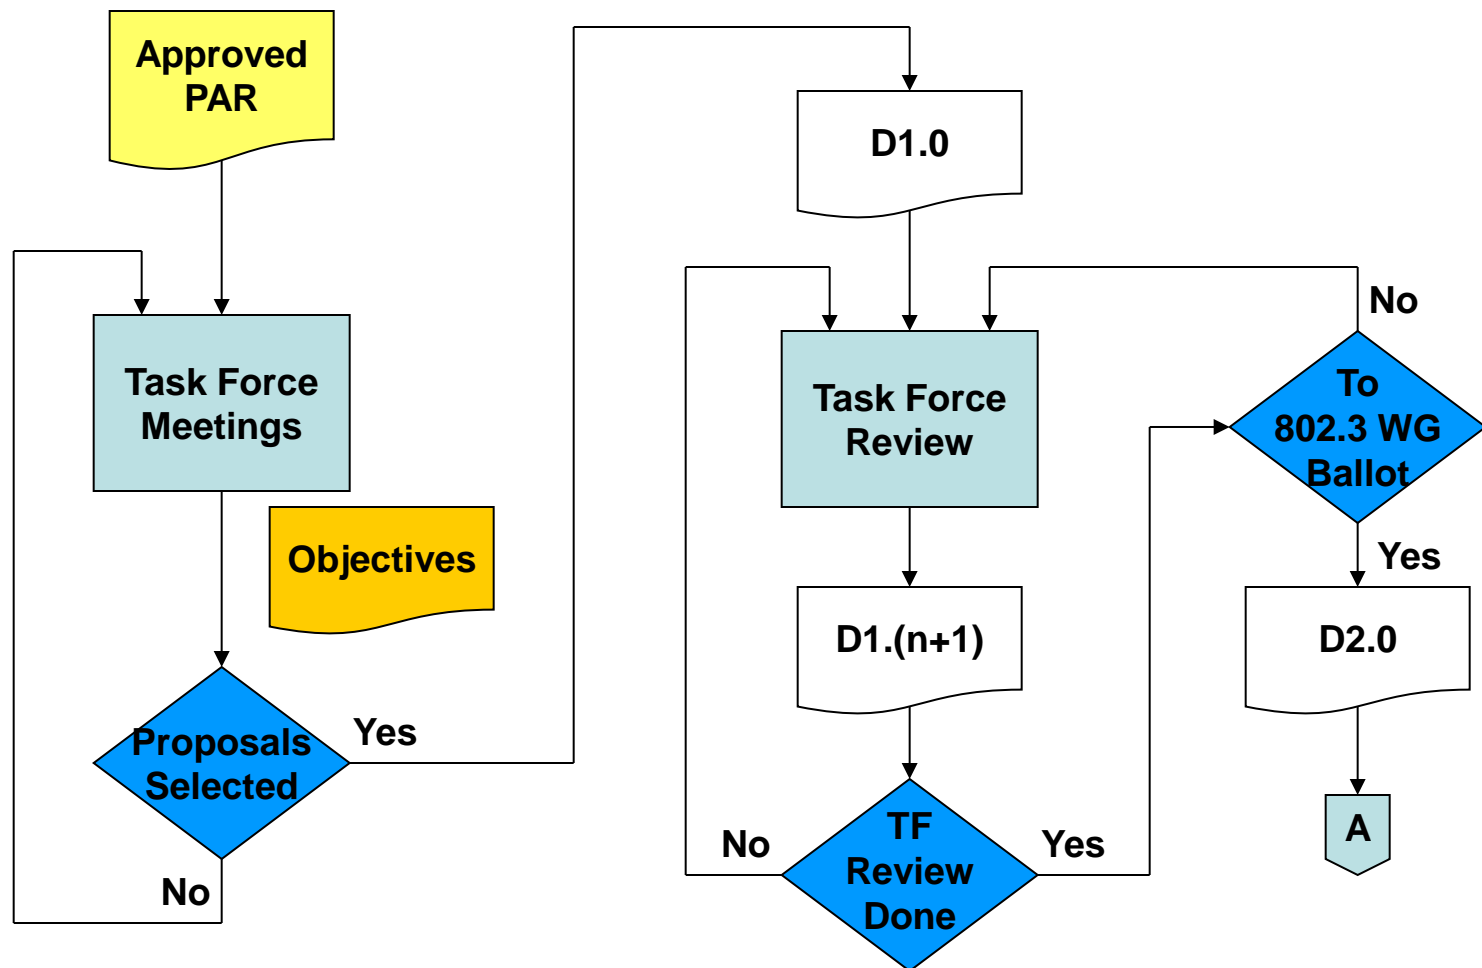 Approved
PAR
Task Force
Meetings
Objectives
Proposals
Selected
Yes
No
D1.0
Task Force
Review
D1.(n+1)
TF
Review
Done
No
Yes
To
802.3 WG
Ballot
No
Yes
D2.0
A